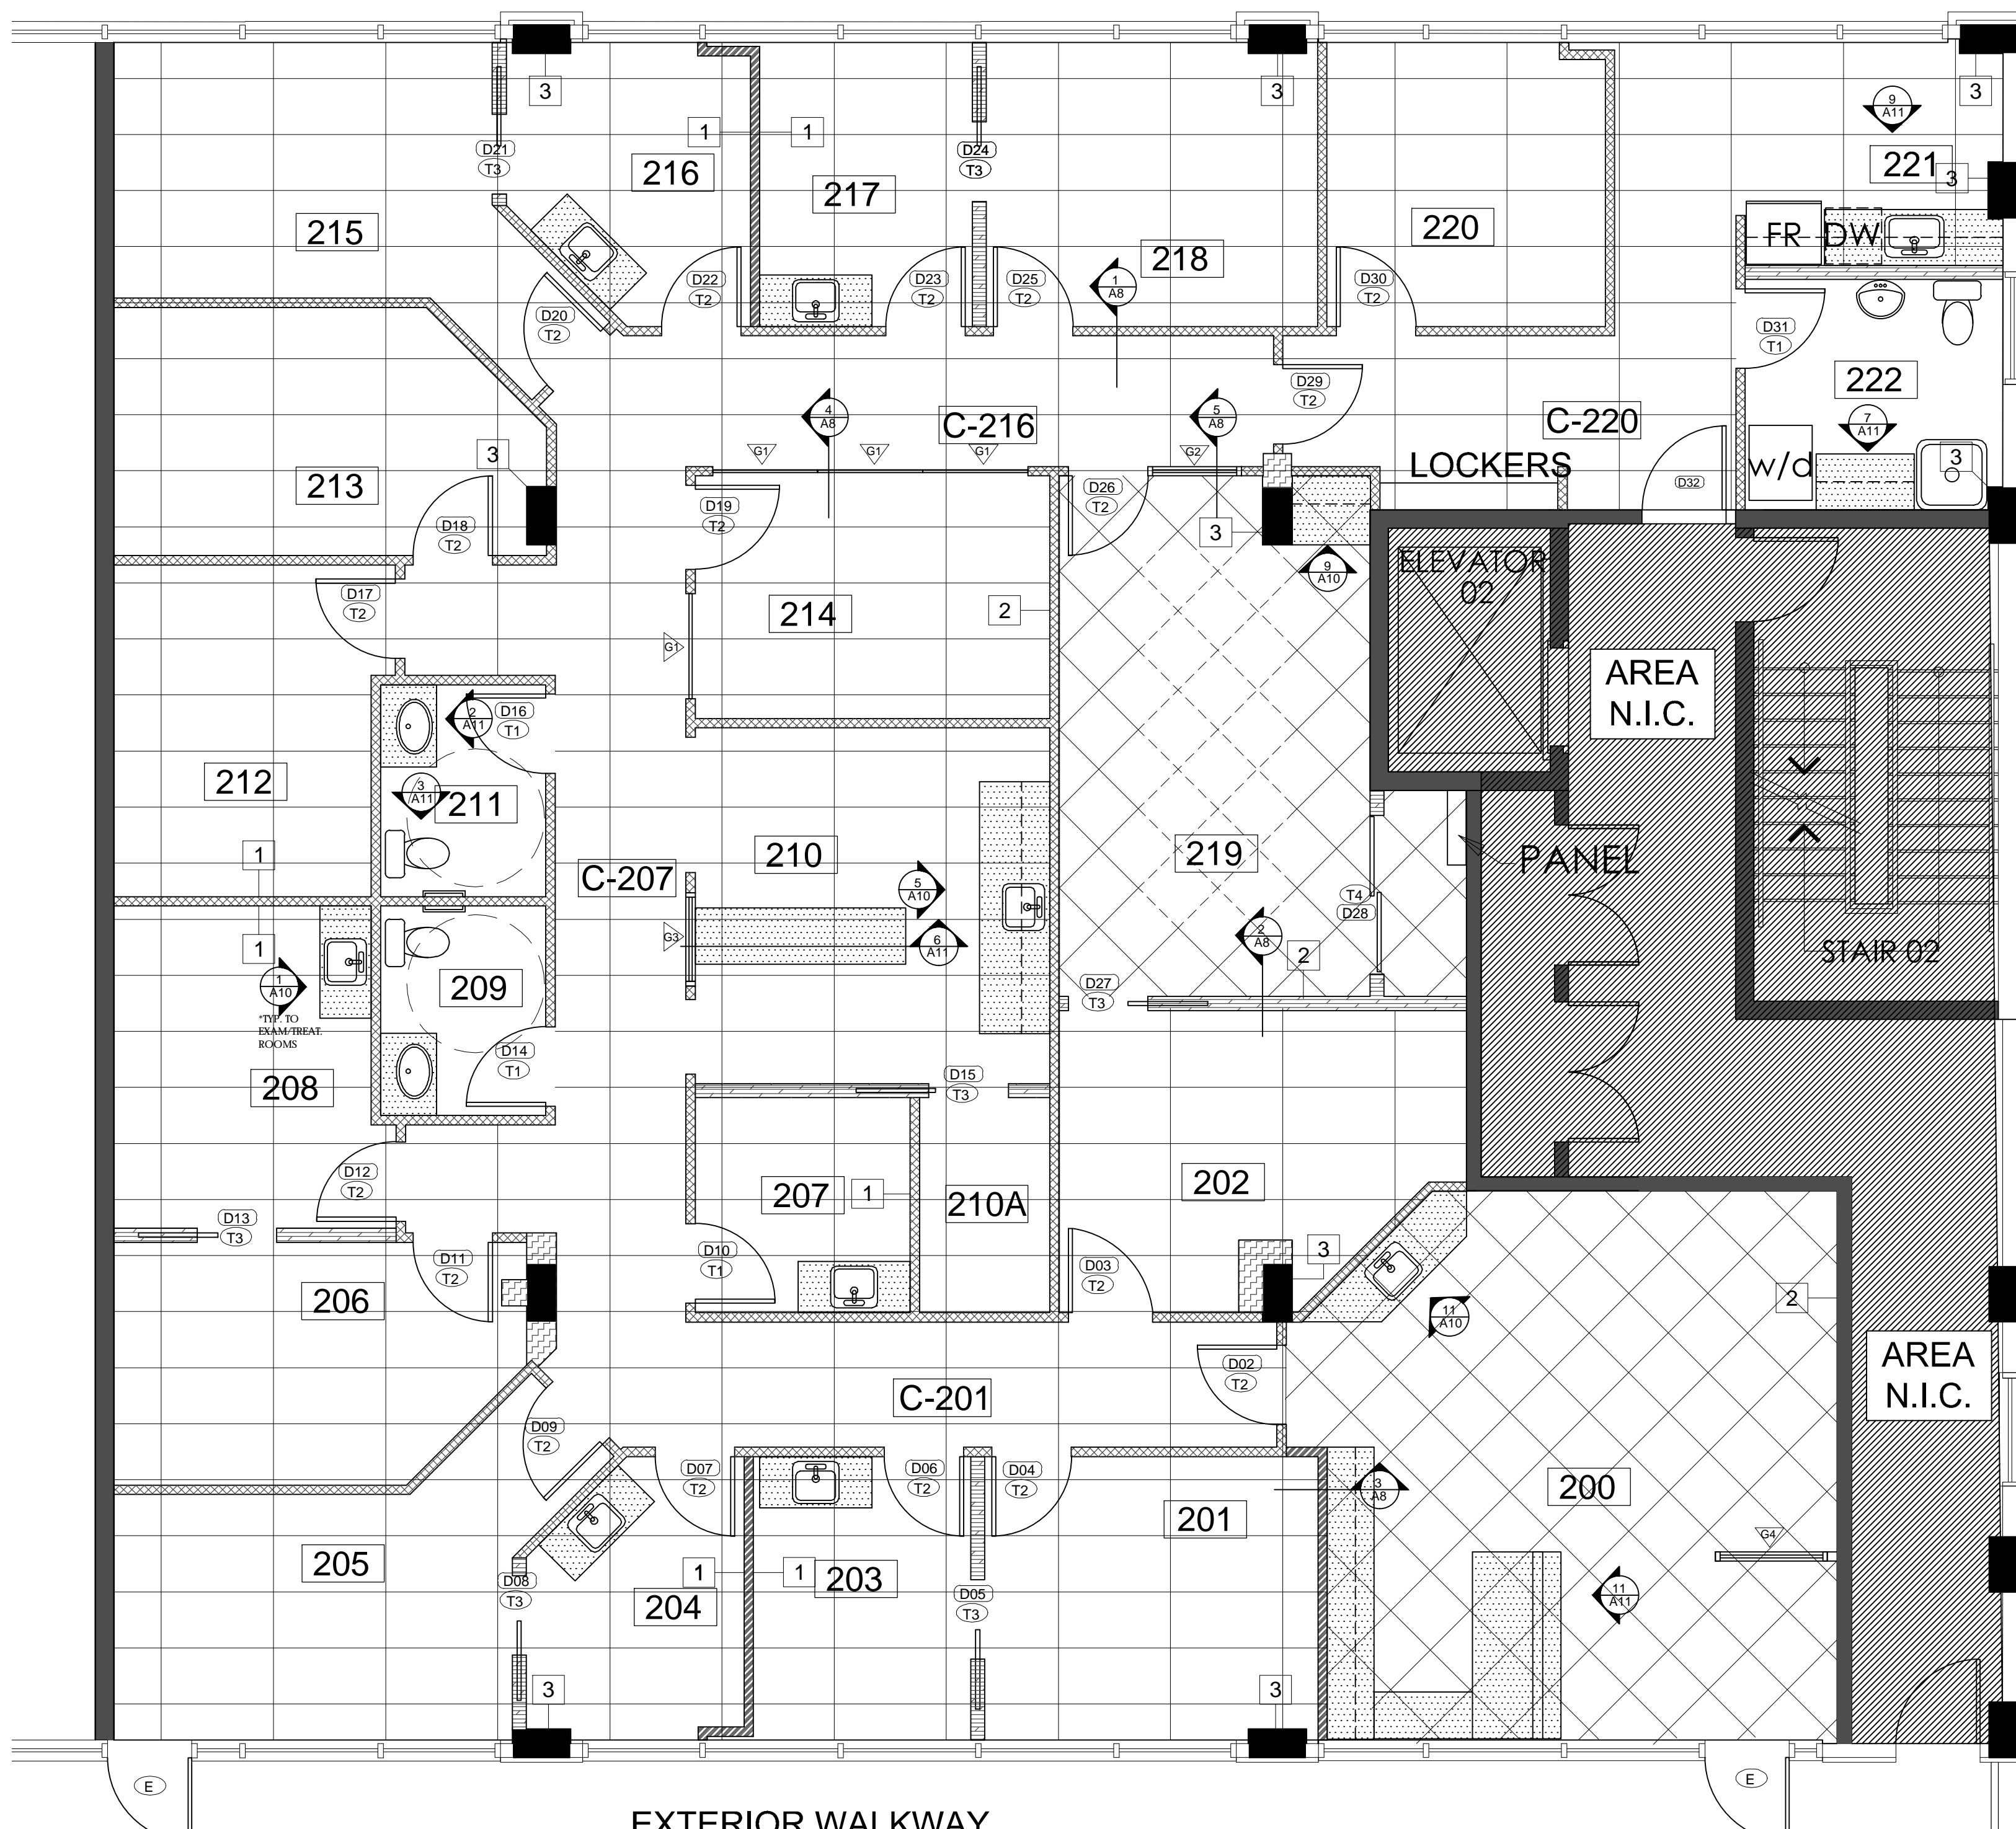 3
3
3
9
A11
1
1
D21
T3
D24
T3
216
217
221
3
215
220
218
FR
DW
D22
T2
D23
T2
D25
T2
1
A8
D30
T2
D20
T2
D31
T1
222
D29
T2
4
A8
C-216
5
A8
C-220
7
A11
G1
G1
G1
G2
3
LOCKERS
w/d
3
213
D26
T2
D32
D19
T2
D18
T2
3
ELEVATOR
02
9
A10
D17
T2
214
2
G1
AREA
N.I.C.
2
A11
D16
T1
212
3
A11
211
1
210
219
PANEL
C-207
5
A10
T4
D28
1
G3
6
A11
2
A8
2
STAIR 02
1
A10
209
D27
T3
*TYP. TO
EXAM/TREAT.
ROOMS
D14
T1
208
D15
T3
D12
T2
207
1
210A
202
D13
T3
D11
T2
D10
T1
D03
T2
3
206
11
A10
2
AREA
N.I.C.
D02
T2
C-201
D09
T2
D07
T2
D06
T2
D04
T2
3
A8
200
201
G4
205
D08
T3
1
1
203
204
D05
T3
11
A11
3
3
E
E
EXTERIOR WALKWAY